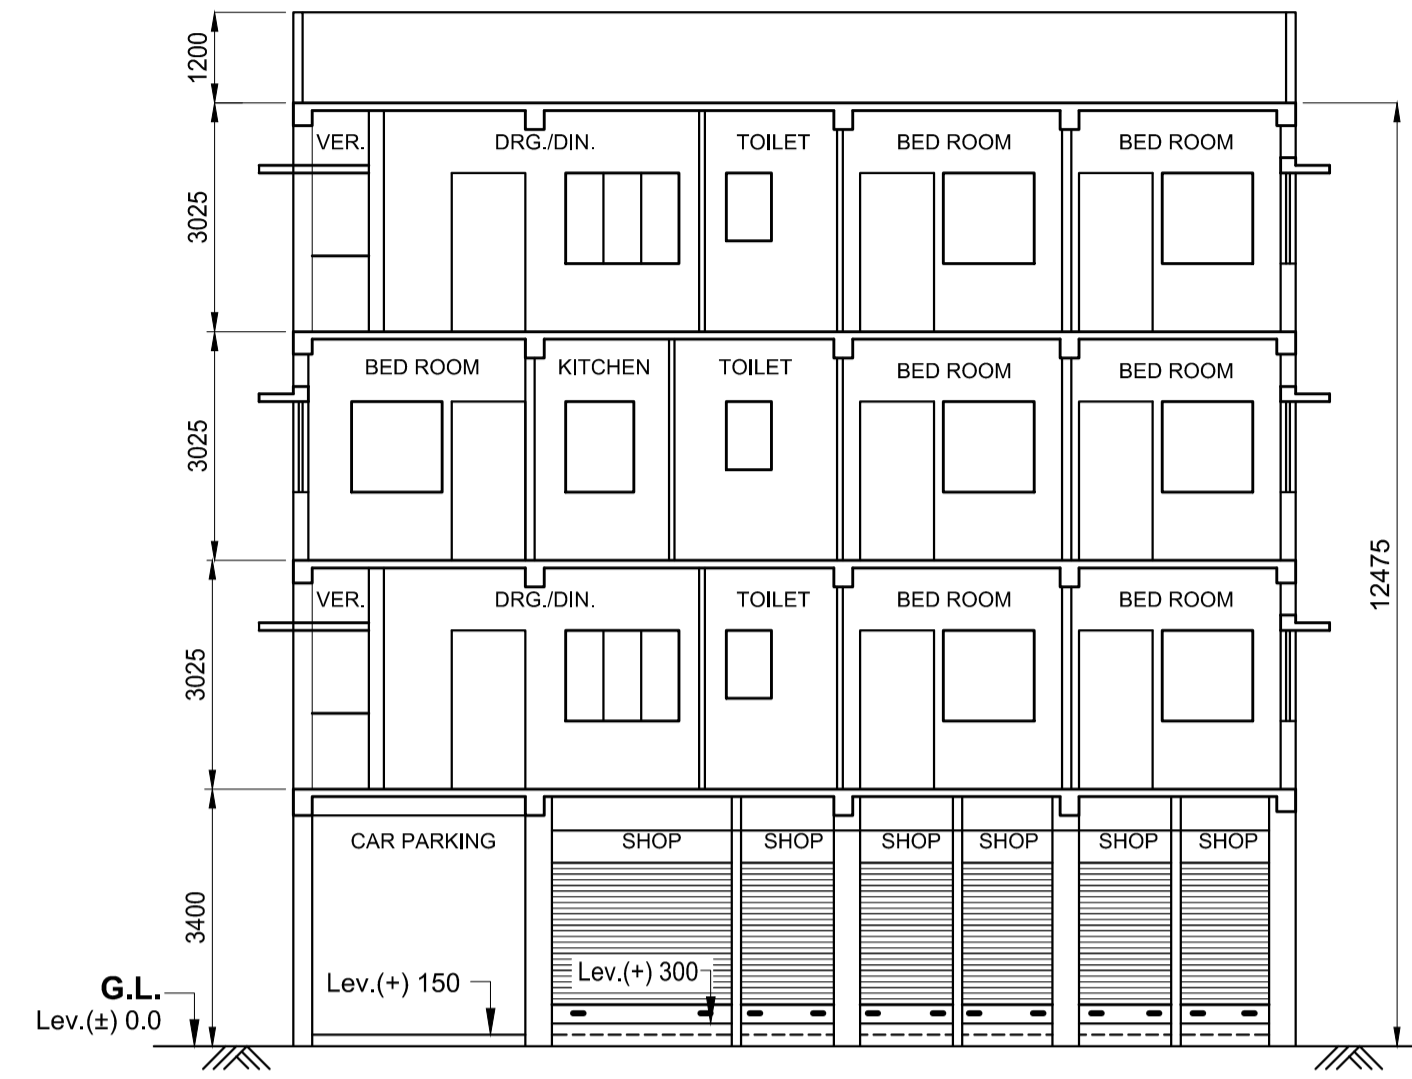 1200
VER. DRG./DIN. TOILET BED ROOM BED ROOM
3025
BED ROOM KITCHEN TOILET BED ROOM BED ROOM
3025
12475
VER. DRG./DIN. TOILET BED ROOM BED ROOM
3025
CAR PARKING SHOP SHOP SHOP SHOP SHOP SHOP
3400
Lev.(+) 150 Lev.(+) 300
G.L.
Lev.(±) 0.0